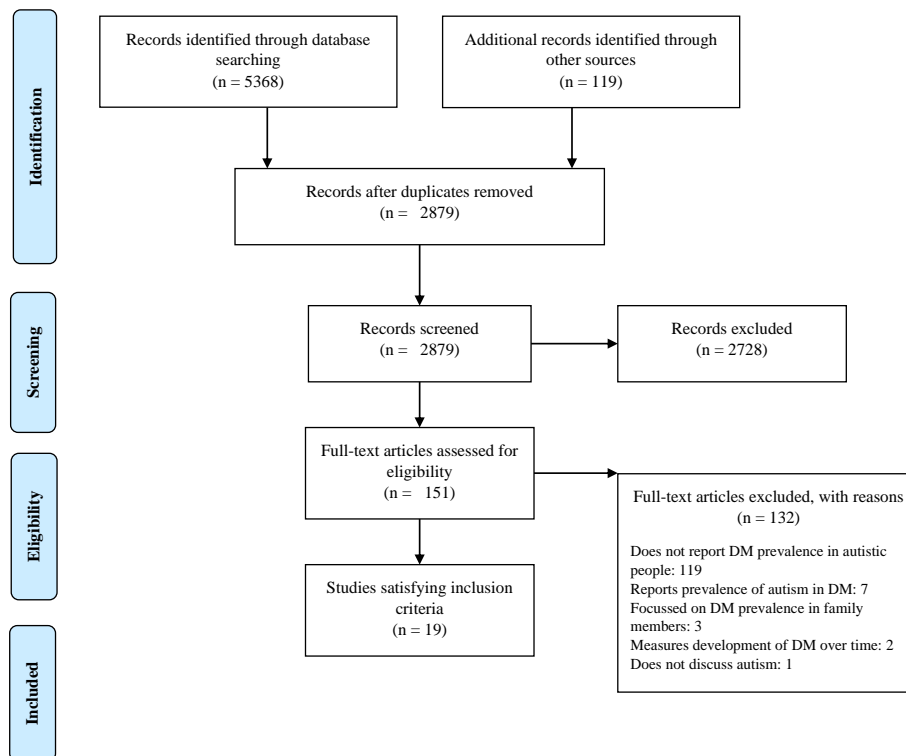 Identification
Records identified through database
searching
(n = 5368)
Additional records identified through
other sources
(n = 119)
Records after duplicates removed
(n = 2879)
Screening
Records screened
(n = 2879)
Records excluded
(n = 2728)
Eligibility
Full-text articles assessed for
eligibility
(n = 151)
Full-text articles excluded, with reasons
(n = 132)
Does not report DM prevalence in autistic
people: 119
Reports prevalence of autism in DM: 7
Focussed on DM prevalence in family
members: 3
Measures development of DM over time: 2
Does not discuss autism: 1
Included
Studies satisfying inclusion
criteria
(n = 19)